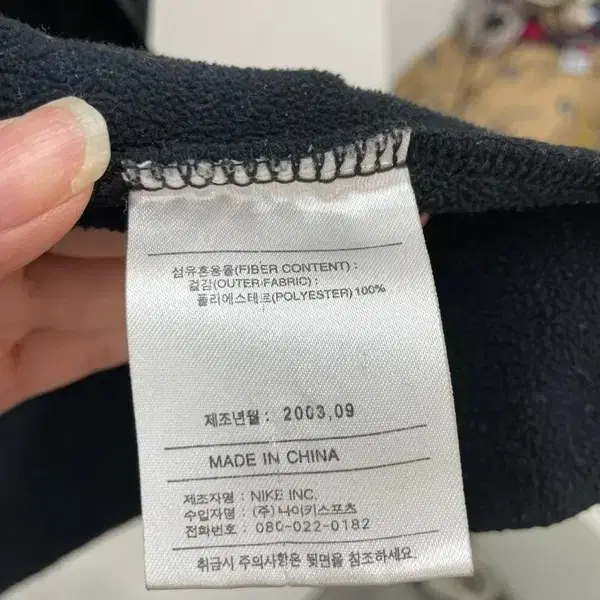 섬유혼용률(FIBER CONTENT) :
겉감(OUTER FABRIC) :
폴리에스테르(POLYESTER) 100%
제조년월 : 2003.09
MADE IN CHINA
제조자명 : NIKE INC.
수입자명 : (주) 나이키스포츠
전화번호 : 080-022-0182
취급시 주의사항은 뒷면을 참조하세요.